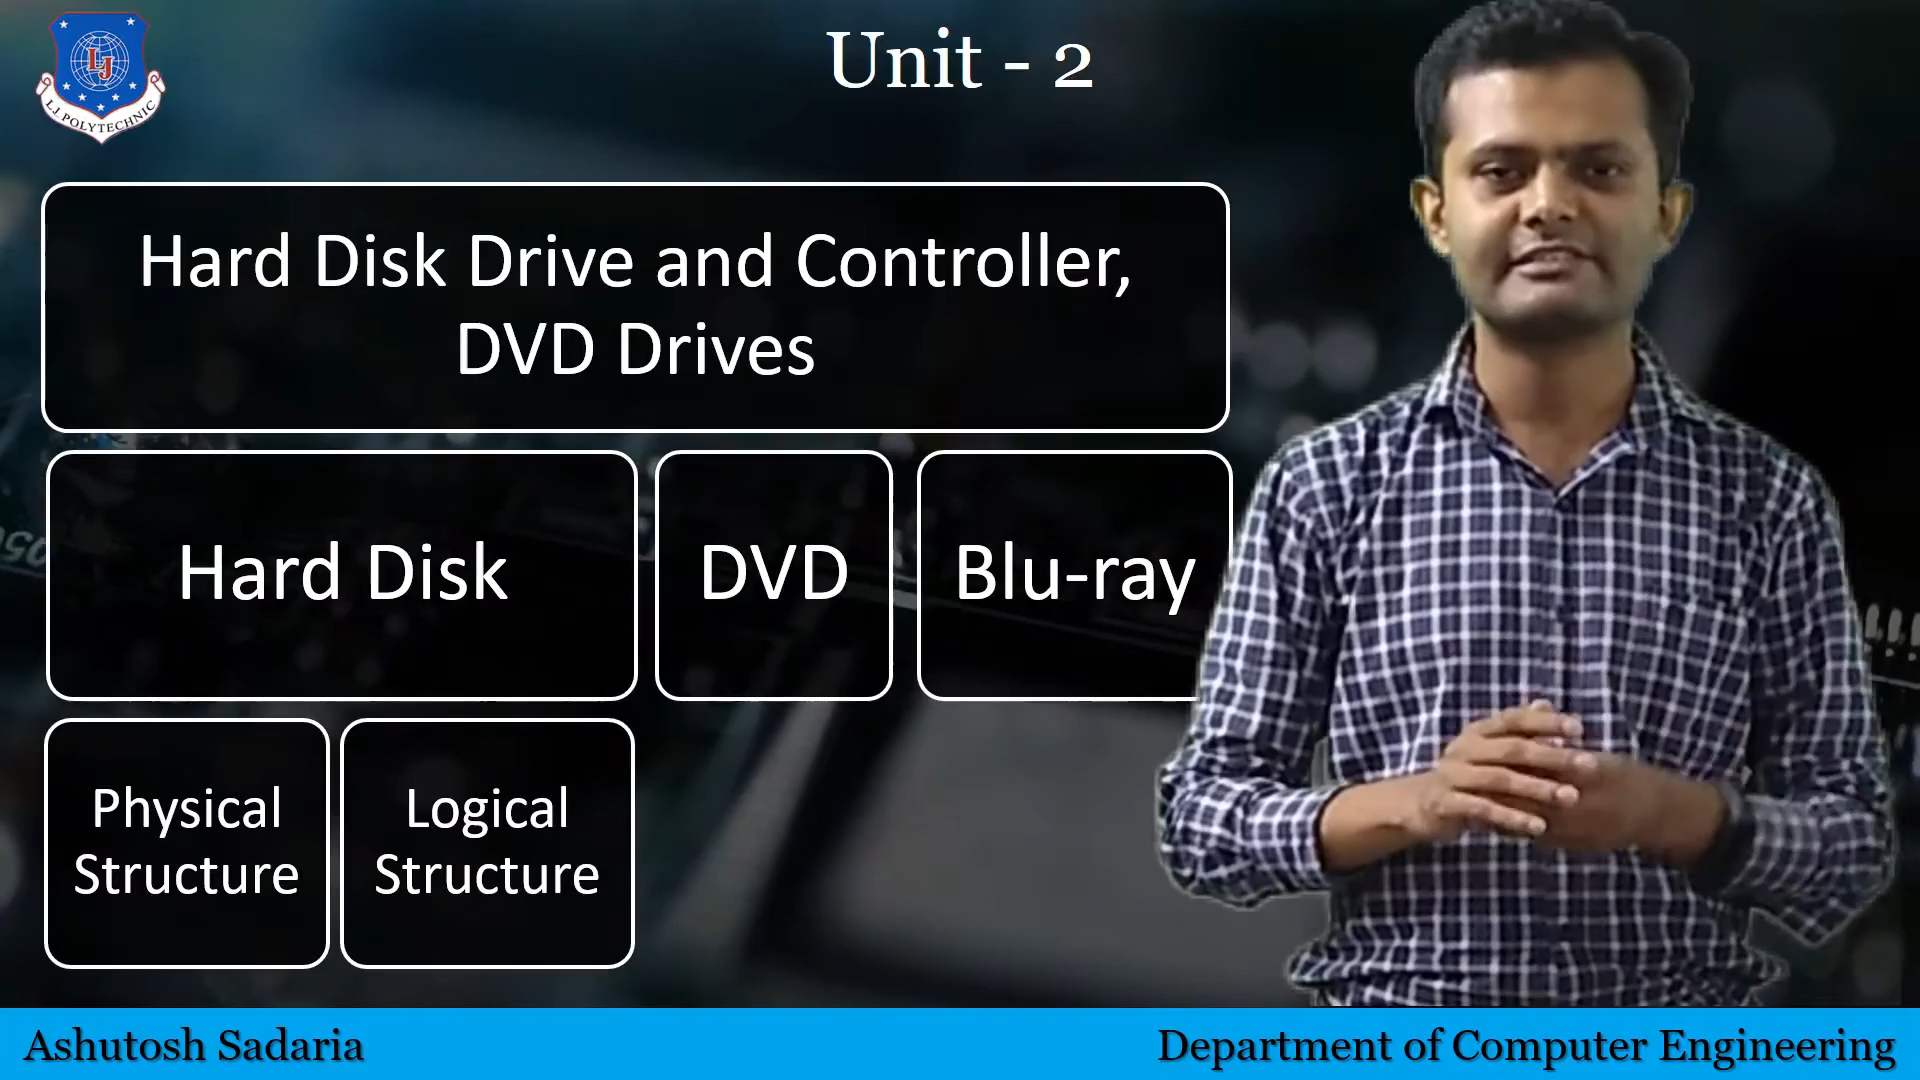 LJ
L.J. POLYTECHNIC
Unit - 2
Hard Disk Drive and Controller,
DVD Drives
Hard Disk
DVD
Blu-ray
Physical
Structure
Logical
Structure
Ashutosh Sadaria
Department of Computer Engineering